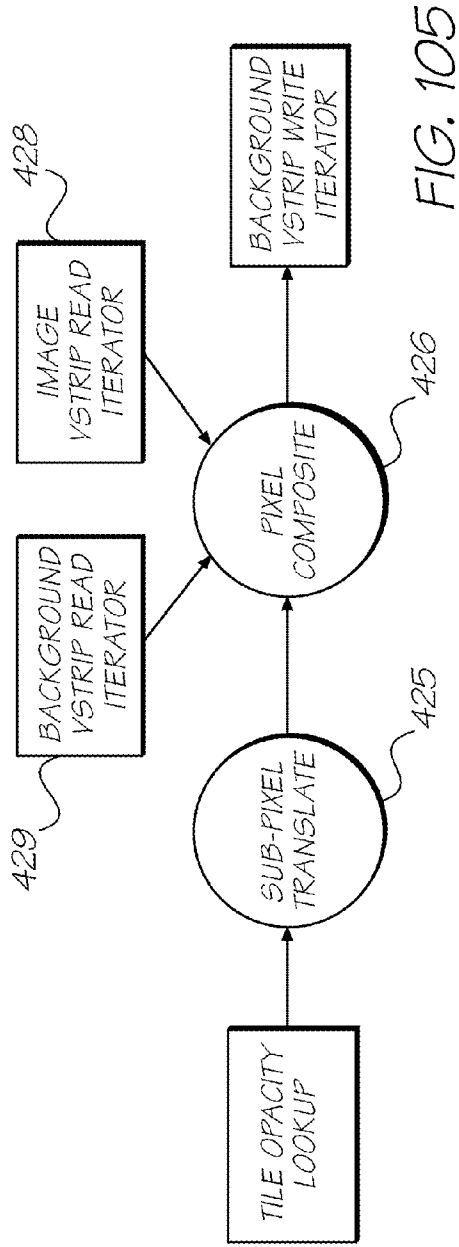 429
BACKGROUND
VSTRIP READ
ITERATOR
428
IMAGE
VSTRIP READ
ITERATOR
TILE OPACITY
LOOKUP
SUB-PIXEL
TRANSLATE
425
PIXEL
COMPOSITE
426
BACKGROUND
VSTRIP WRITE
ITERATOR
FIG. 105